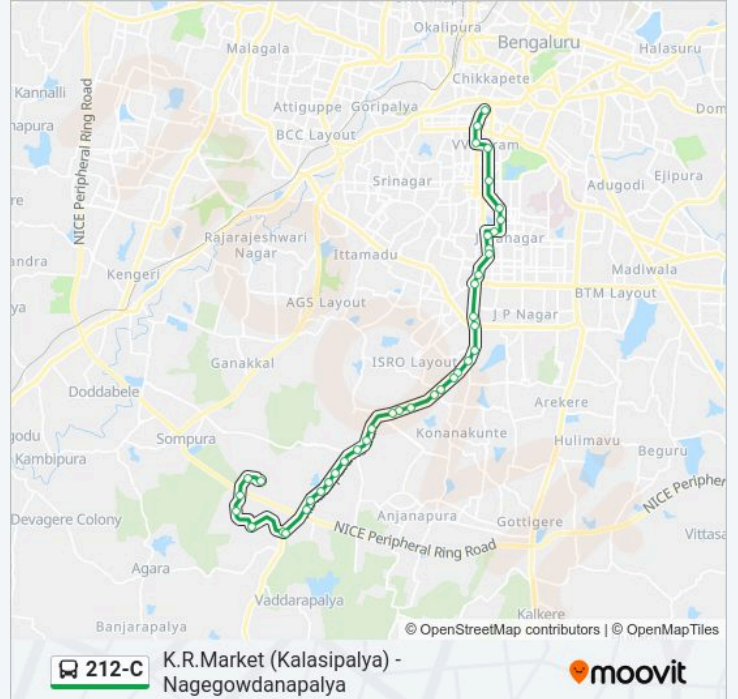 Okalipura
Bengaluru
Malagala
Halasuru
Chikkapete
Kannalli
Attiguppe Goripalya
napura
BCC Layout
Dom
NICE Peripheral Ring Road
Srinagar
Adugodi
Ejipura
re
Rajarajeshwari
Nagar
Ittamadu
andra
Kengeri
Madiwala
AGS Layout
BTM Layout
ya
J P Nagar
Ganakkal
ISRO Layout
Doddabele
Arekere
godu
Sompura
Konanakunte
Hulimavu
Kambipura
Beguru
NICE Peripher
Devagere Colony
Anjanapura
Gottigere
NICE Peripheral Ring Road
Vittasa
Agara
Vaddarapalya
Kalkere
Banjarapalya
© OpenStreetMap contributors | © OpenMapTiles
212-C
K.R.Market (Kalasipalya) -
Nagegowdanapalya
moovit